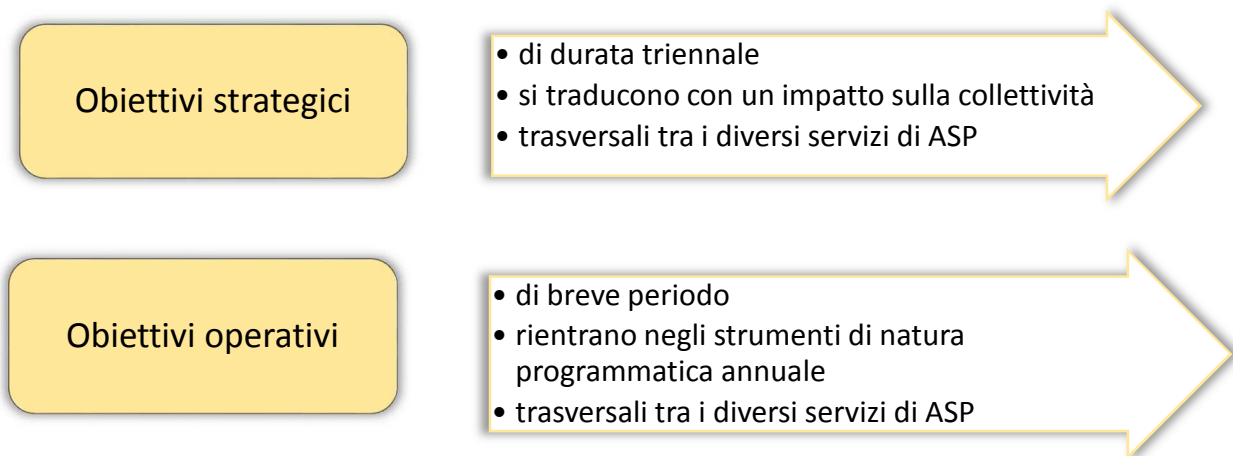 Obiettivi strategici
• di durata triennale
• si traducono con un impatto sulla collettività
• trasversali tra i diversi servizi di ASP
Obiettivi operativi
• di breve periodo
• rientrano negli strumenti di natura
programmatica annuale
• trasversali tra i diversi servizi di ASP